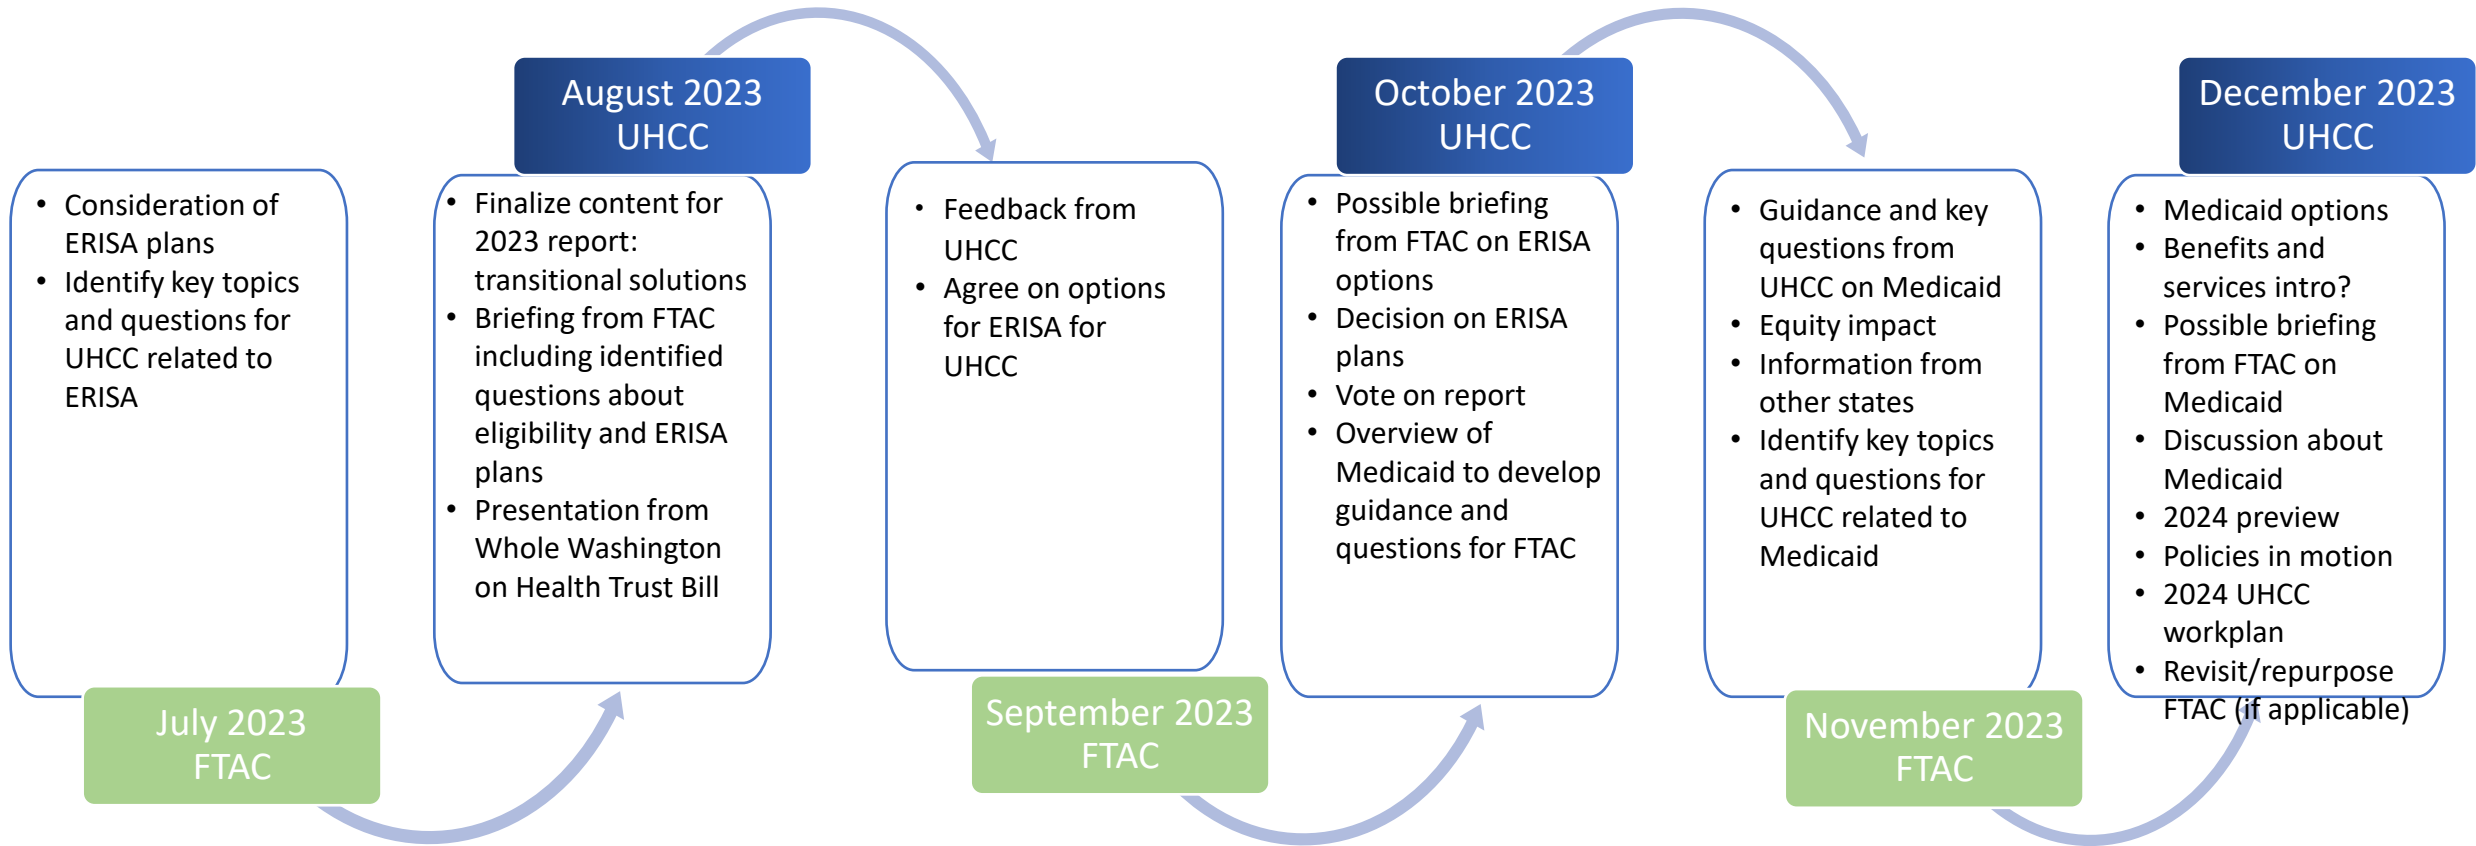 July 2023
FTAC
• Consideration of
ERISA plans
• Identify key topics
and questions for
UHCC related to
ERISA
August 2023
UHCC
• Finalize content for
2023 report:
transitional solutions
• Briefing from FTAC
including identified
questions about
eligibility and ERISA
plans
• Presentation from
Whole Washington
on Health Trust Bill
September 2023
FTAC
• Feedback from
UHCC
• Agree on options
for ERISA for
UHCC
October 2023
UHCC
• Possible briefing
from FTAC on ERISA
options
• Decision on ERISA
plans
• Vote on report
• Overview of
Medicaid to develop
guidance and
questions for FTAC
November 2023
FTAC
• Guidance and key
questions from
UHCC on Medicaid
• Equity impact
• Information from
other states
• Identify key topics
and questions for
UHCC related to
Medicaid
December 2023
UHCC
• Medicaid options
• Benefits and
services intro?
• Possible briefing
from FTAC on
Medicaid
• Discussion about
Medicaid
• 2024 preview
• Policies in motion
• 2024 UHCC
workplan
• Revisit/repurpose
FTAC (if applicable)